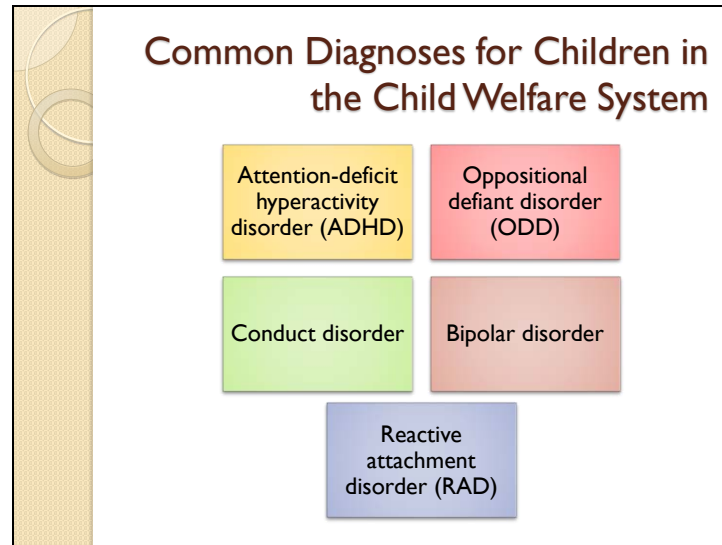 Common Diagnoses for Children in
the Child Welfare System
Attention-deficit
hyperactivity
disorder (ADHD)
Oppositional
defiant disorder
(ODD)
Conduct disorder
Bipolar disorder
Reactive
attachment
disorder (RAD)